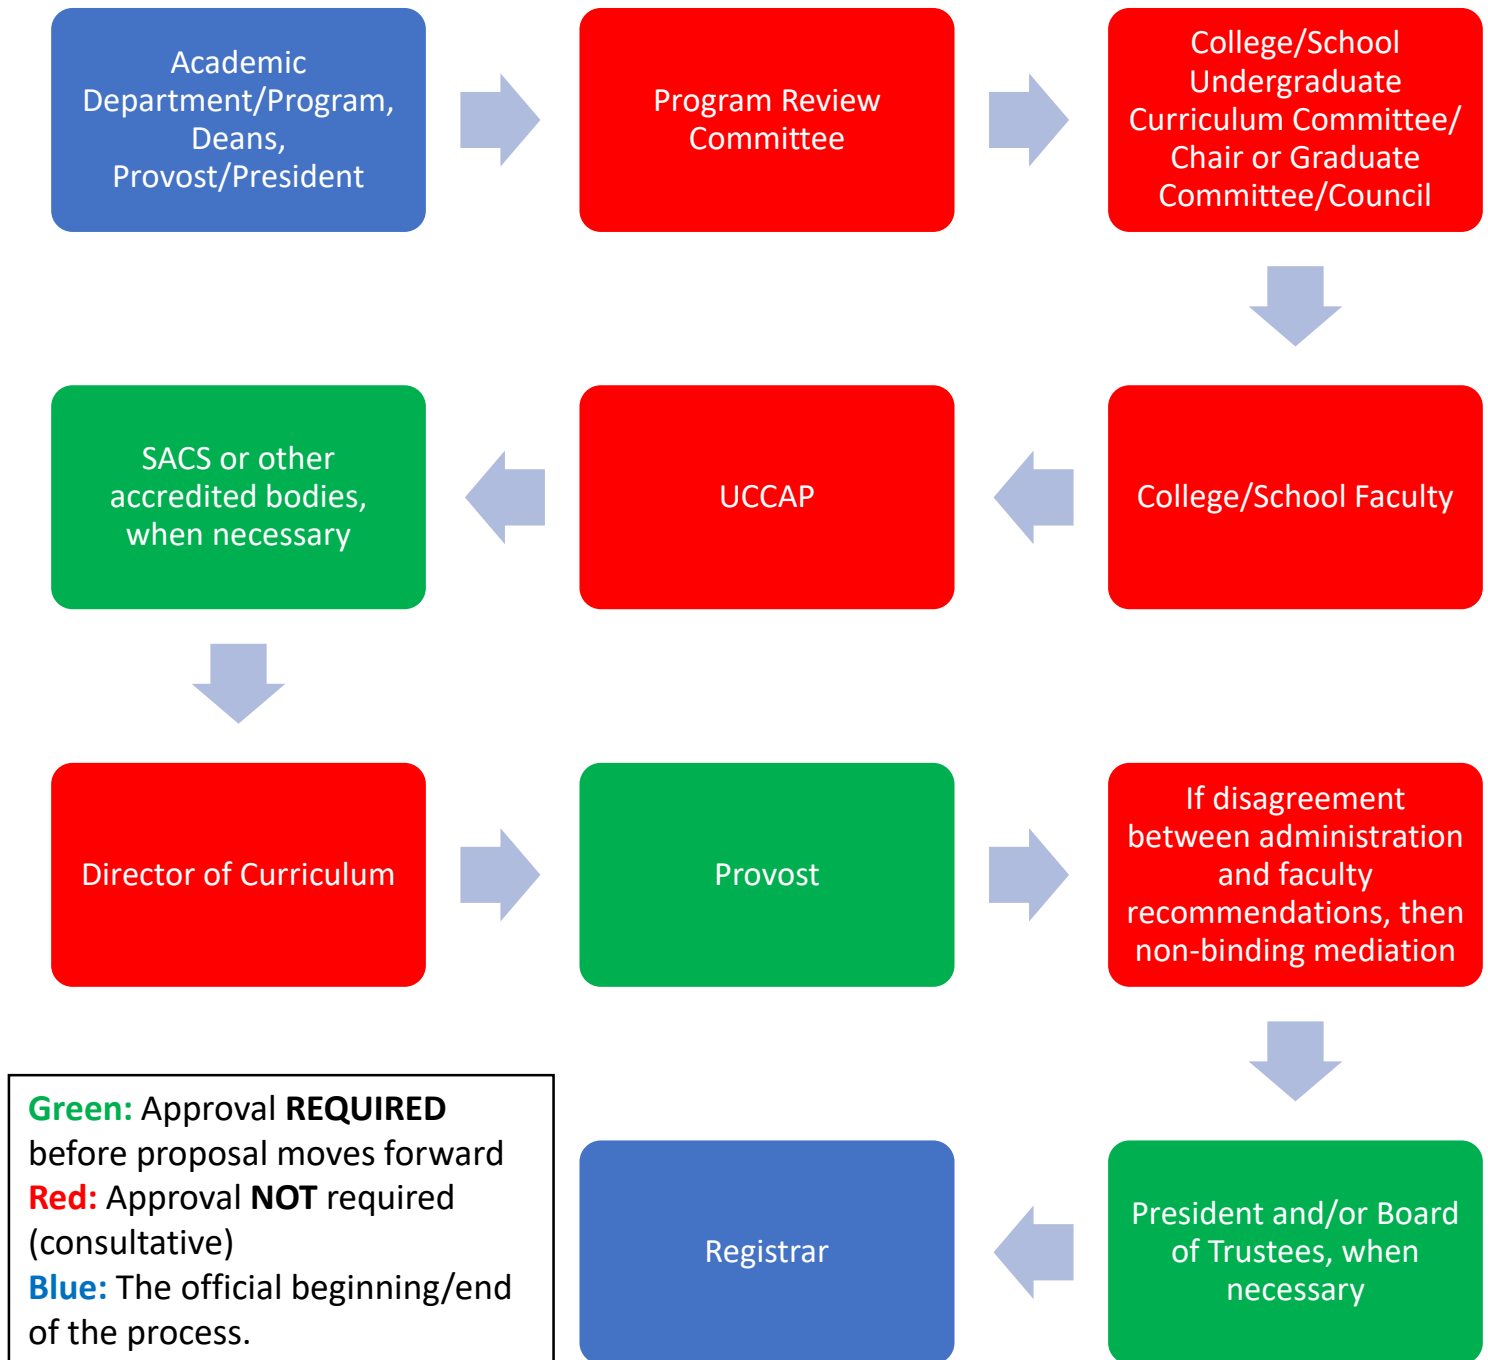 Academic
Department/Program,
Deans,
Provost/President
Program Review
Committee
College/School
Undergraduate
Curriculum Committee/
Chair or Graduate
Committee/Council
College/School Faculty
UCCAP
SACS or other
accredited bodies,
when necessary
Director of Curriculum
Provost
If disagreement
between administration
and faculty
recommendations, then
non-binding mediation
President and/or Board
of Trustees, when
necessary
Registrar
Green: Approval REQUIRED
before proposal moves forward
Red: Approval NOT required
(consultative)
Blue: The official beginning/end
of the process.